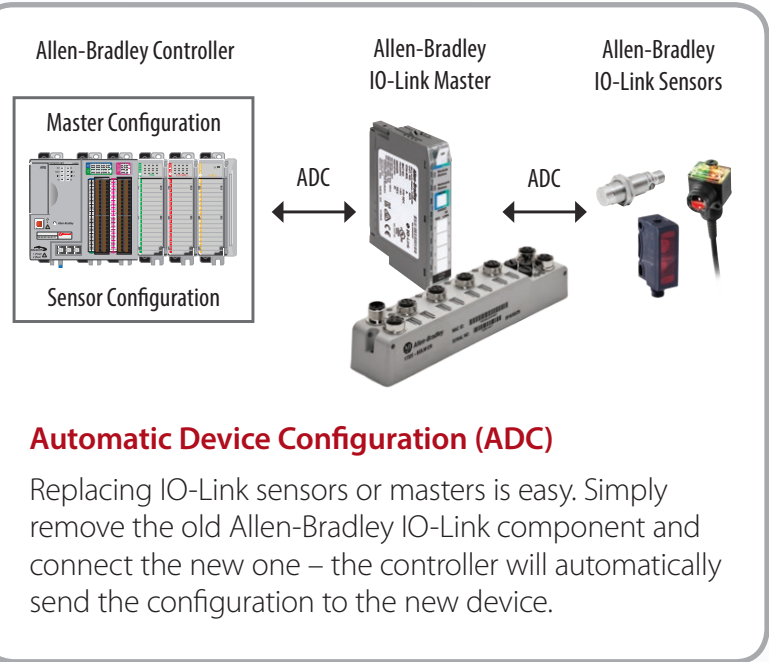 Allen-Bradley Controller
Allen-Bradley
IO-Link Master
Allen-Bradley
IO-Link Sensors
Master Configuration
Sensor Configuration
ADC
ADC
Allen-Bradley
Automatic Device Configuration (ADC)
Replacing IO-Link sensors or masters is easy. Simply
remove the old Allen-Bradley IO-Link component and
connect the new one – the controller will automatically
send the configuration to the new device.